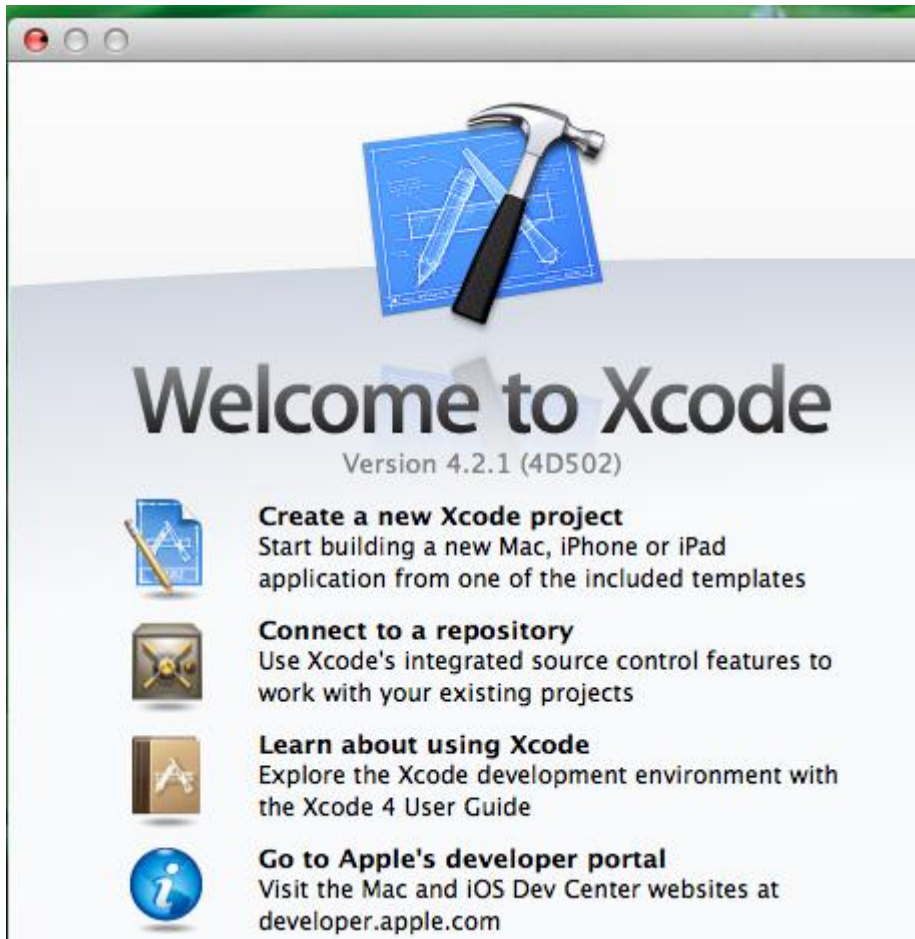 Welcome to Xcode
Version 4.2.1 (4D502)
Create a new Xcode project
Start building a new Mac, iPhone or iPad
application from one of the included templates
Connect to a repository
Use Xcode's integrated source control features to
work with your existing projects
Learn about using Xcode
Explore the Xcode development environment with
the Xcode 4 User Guide
Go to Apple's developer portal
Visit the Mac and iOS Dev Center websites at
developer.apple.com